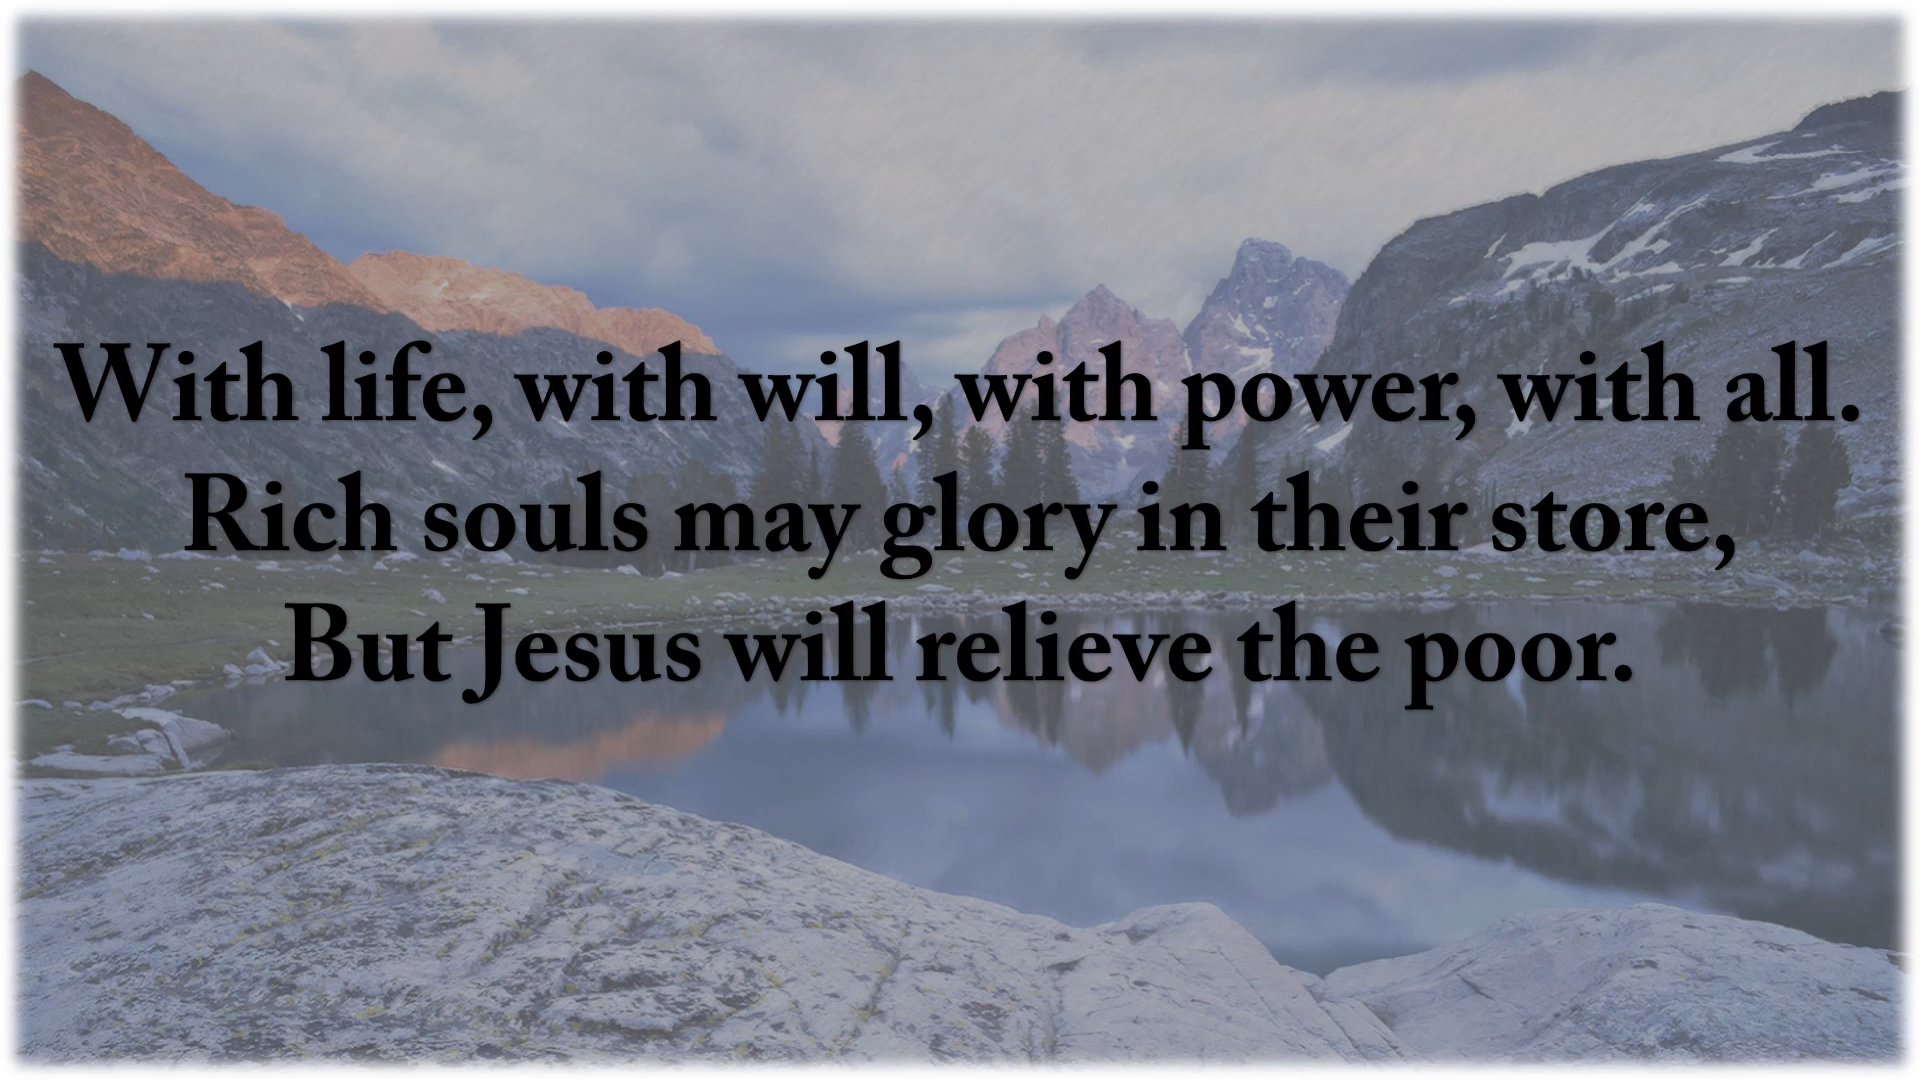 With life, with will, with power, with all.
Rich souls may glory in their store,
But Jesus will relieve the poor.